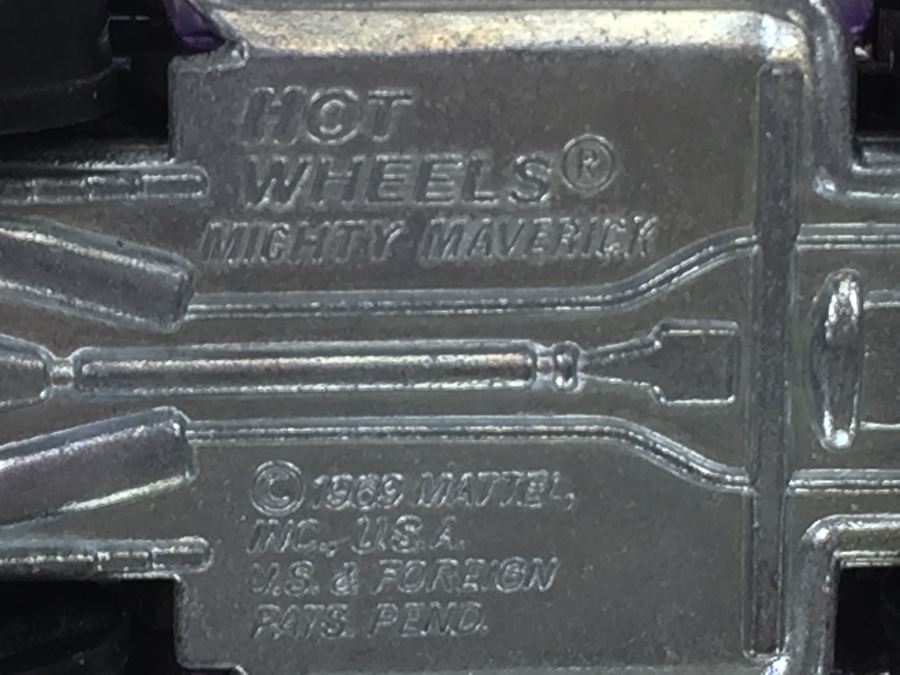 HOT
WHEELS®
MIGHTY MAVERICK
© 1969 MATTEL,
INC., U.S.A.
U.S. & FOREIGN
PATS. PEND.